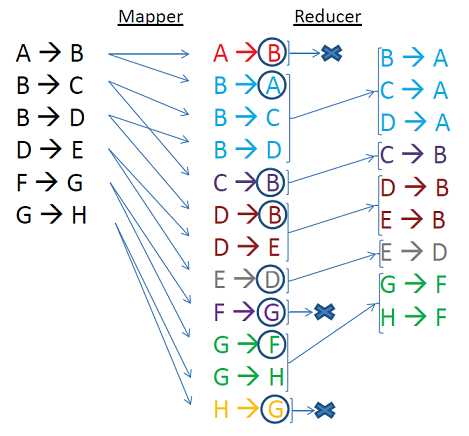 Mapper Reducer
A → B
B → C
B → D
D → E
F → G
G → H
A → B
B → A
B → C
B → D
C → B
D → B
D → E
E → D
F → G
G → F
G → H
H → G
B → A
C → A
D → A
C → B
D → B
E → B
E → D
G → F
H → F